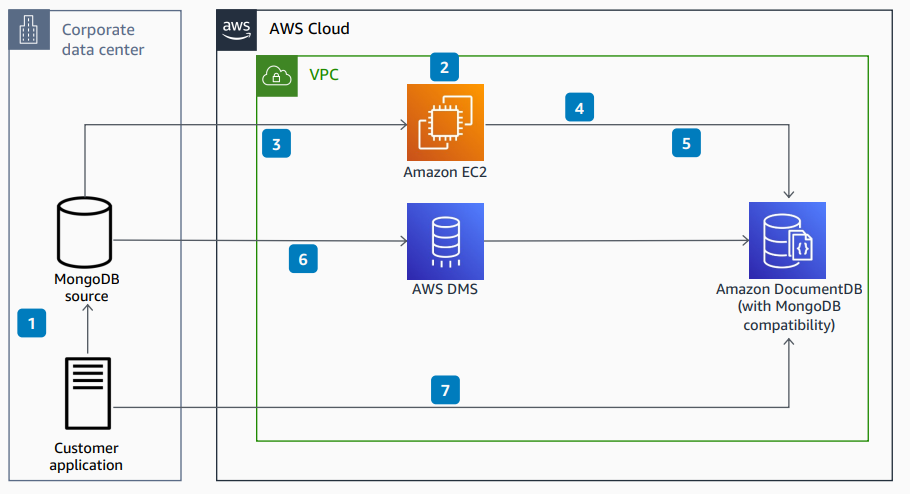 Corporate
data center
aws
AWS Cloud
VPC
2
4
3
5
Amazon EC2
6
AWS DMS
MongoDB
source
Amazon DocumentDB
(with MongoDB
compatibility)
1
7
Customer
application